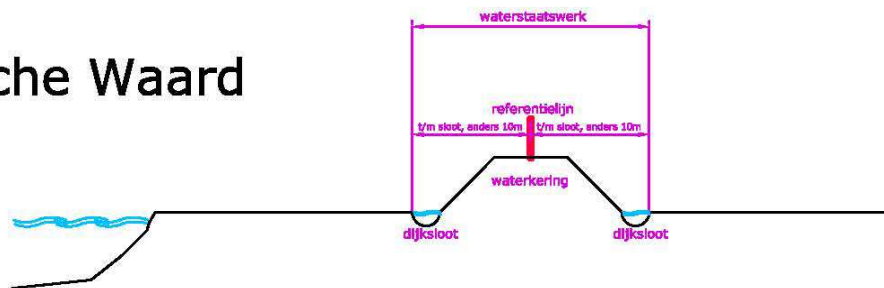 waterstaatswerk
che Waard
referentielijn
t/m sloot, anders 10m t/m sloot, anders 10m
waterkering
dijksloot dijksloot